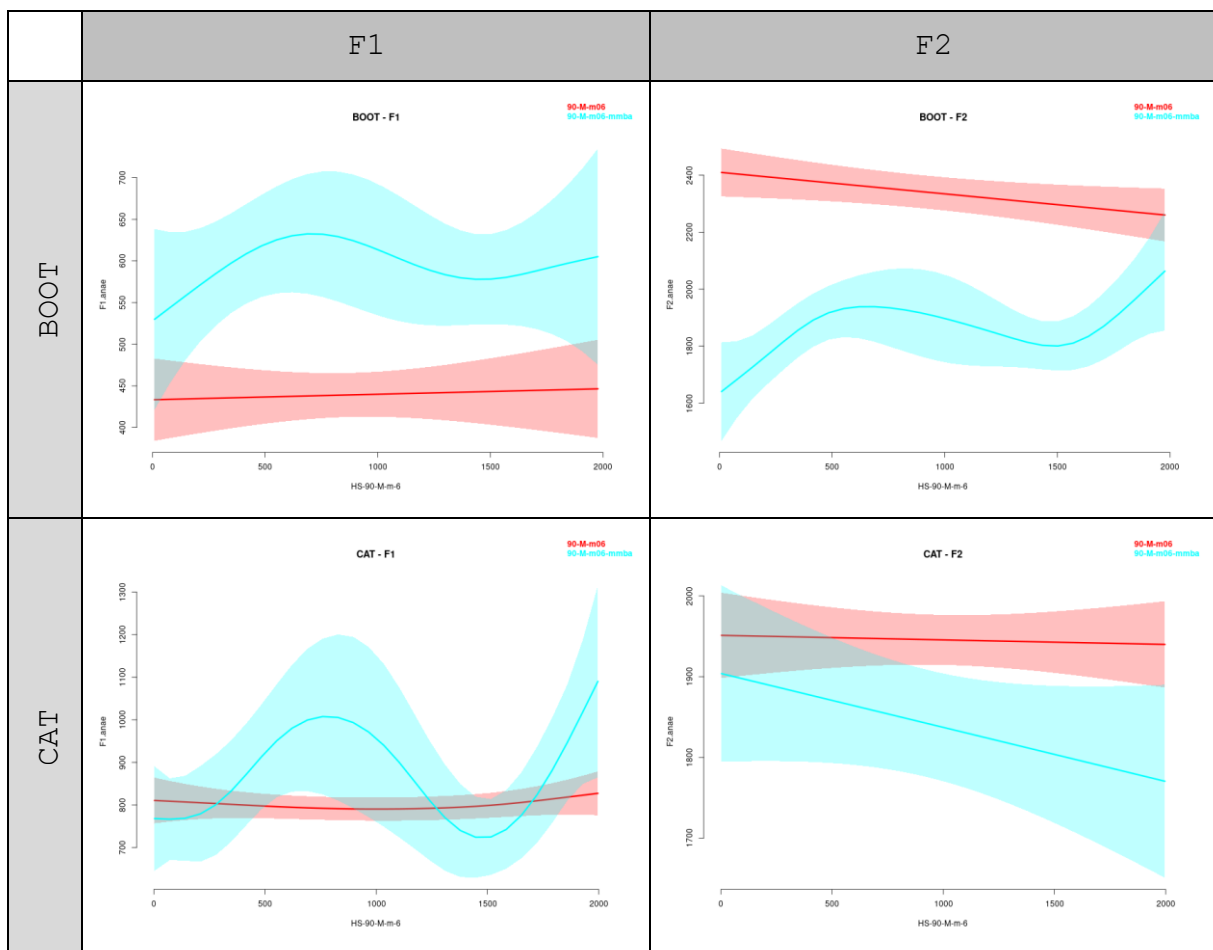 F1
F2
BOOT
BOOT - F1
90-M-m06
90-M-m06-mmba
F1.anae
700
650
600
550
500
450
400
0 500 1000 1500 2000
HS-90-M-m-6
BOOT - F2
90-M-m06
90-M-m06-mmba
F2.anae
2400
2200
2000
1800
1600
0 500 1000 1500 2000
HS-90-M-m-6
CAT
CAT - F1
90-M-m06
90-M-m06-mmba
F1.anae
1300
1200
1100
1000
900
800
700
0 500 1000 1500 2000
HS-90-M-m-6
CAT - F2
90-M-m06
90-M-m06-mmba
F2.anae
2000
1900
1800
1700
0 500 1000 1500 2000
HS-90-M-m-6